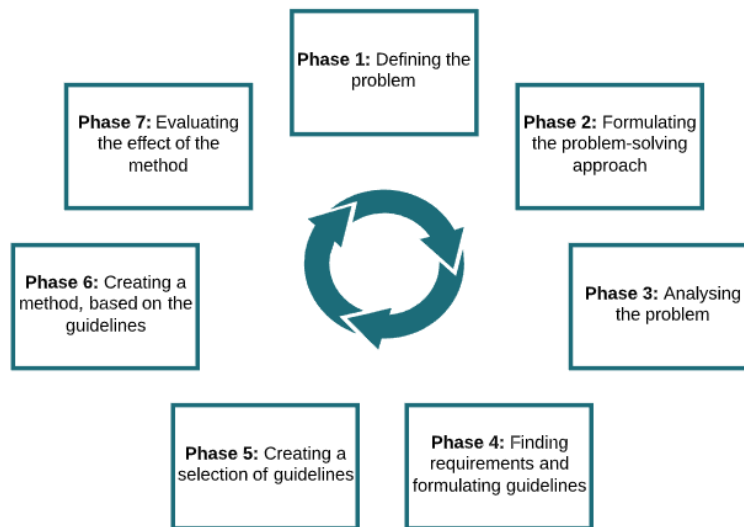 Phase 1: Defining the
problem
Phase 2: Formulating
the problem-solving
approach
Phase 3: Analysing
the problem
Phase 4: Finding
requirements and
formulating guidelines
Phase 5: Creating a
selection of guidelines
Phase 6: Creating a
method, based on the
guidelines
Phase 7: Evaluating
the effect of the
method